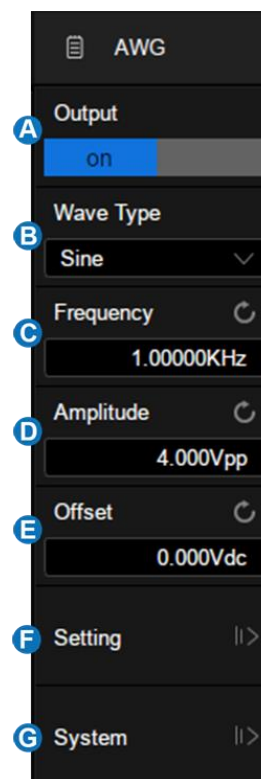 AWG
A
Output
on
B
Wave Type
Sine
C
Frequency
1.00000KHz
D
Amplitude
4.000Vpp
E
Offset
0.000Vdc
F
Setting
G
System